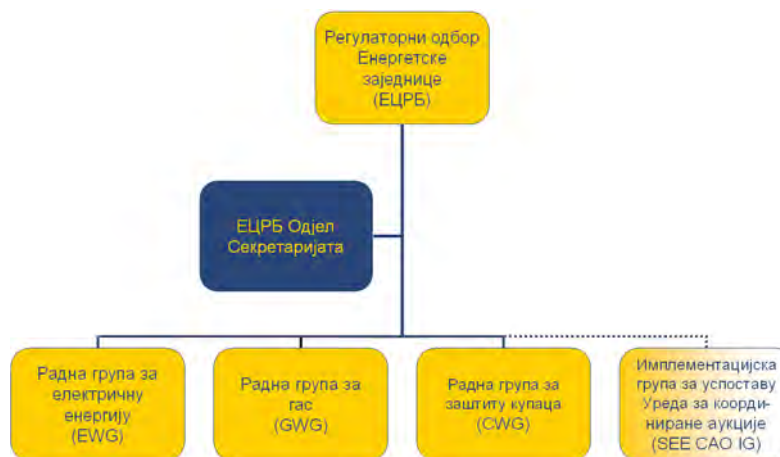 Регулаторни одбор
Енергетске
заједнице
(ЕЦРБ)
ЕЦРБ Одјел
Секретаријата
Радна група за
електричну
енергију
(EWG)
Радна група за
гас
(GWG)
Радна група за
заштиту купаца
(CWG)
Имплементацијска
група за успоставу
Уреда за коорди-
ниране аукције
(SEE CAO IG)